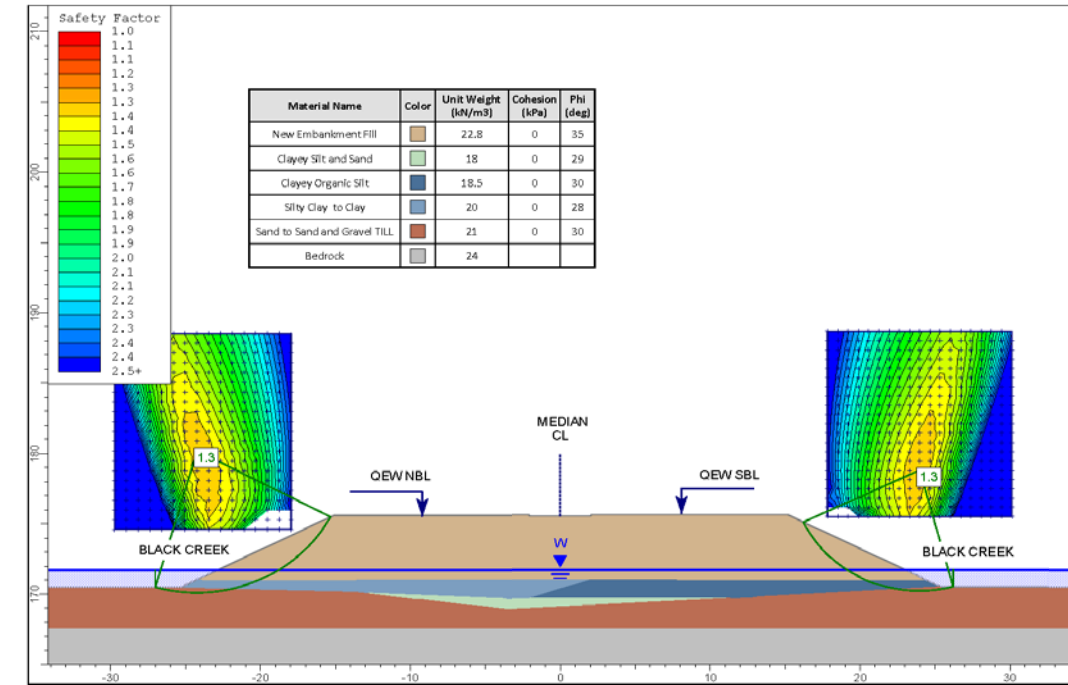 Safety Factor
1.0
1.1
1.1
1.2
1.3
1.3
1.4
1.4
1.5
1.6
1.6
1.7
1.8
1.8
1.9
1.9
2.0
2.1
2.1
2.2
2.3
2.3
2.4
2.4
2.5+
Material Name Color Unit Weight (kN/m3) Cohesion (kPa) Phi (deg)
New Embankment Fill 22.8 0 35
Clayey Silt and Sand 18 0 29
Clayey Organic Silt 18.5 0 30
Silty Clay to Clay 20 0 28
Sand to Sand and Gravel TILL 21 0 30
Bedrock 24
210
200
190
180
170
MEDIAN
CL
QEW NBL
QEW SBL
1.3
1.3
BLACK CREEK
BLACK CREEK
W
-30 -20 -10 0 10 20 30